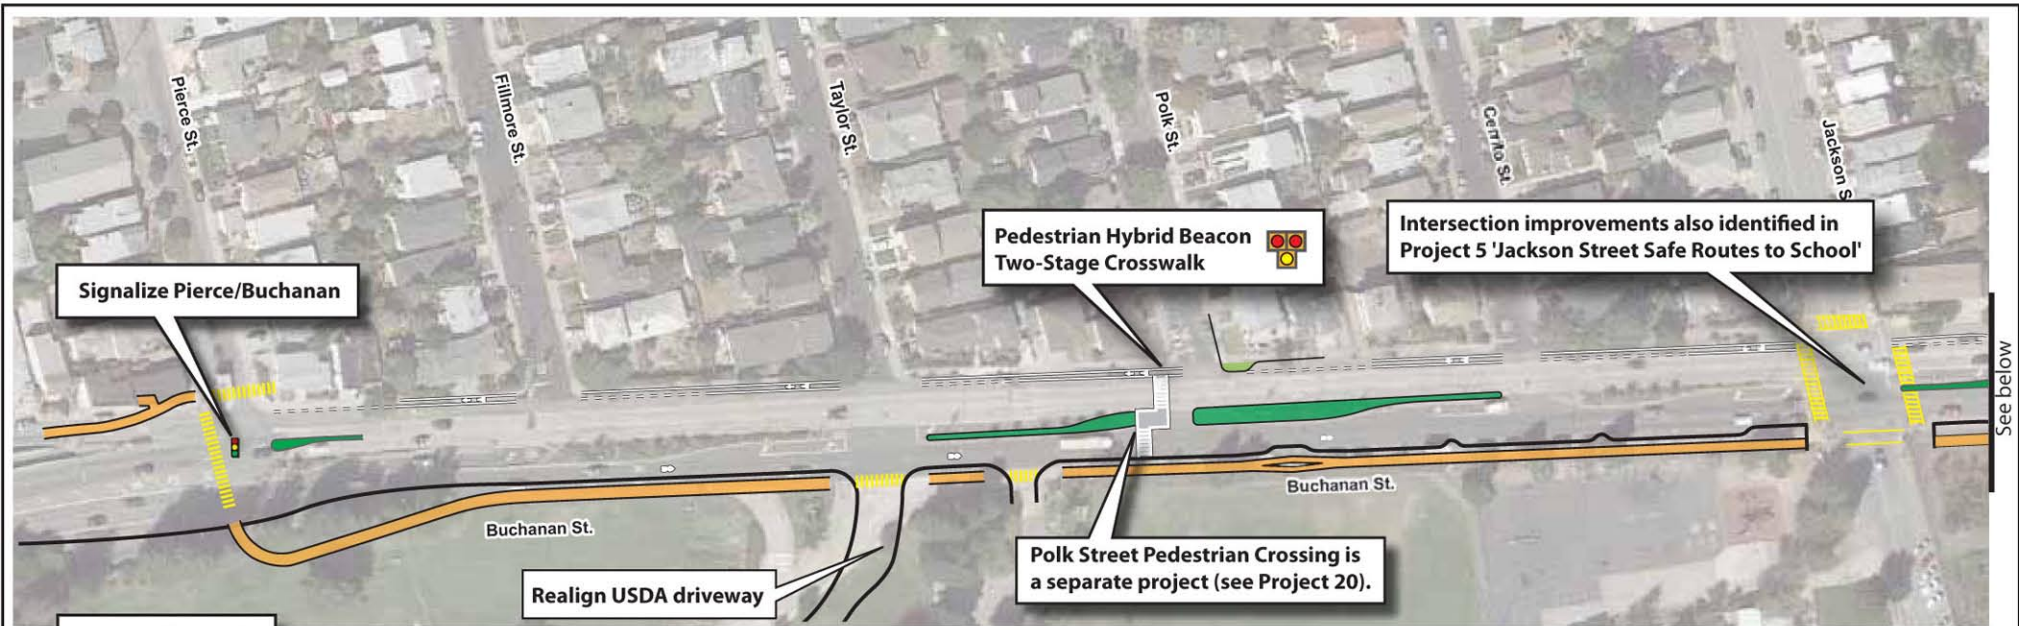 Pierce St.
Fillmore St.
Taylor St.
Polk St.
Cerrito St.
Jackson S
Signalize Pierce/Buchanan
Pedestrian Hybrid Beacon
Two-Stage Crosswalk
Intersection improvements also identified in
Project 5 'Jackson Street Safe Routes to School'
See below
Buchanan St.
Buchanan St.
Realign USDA driveway
Polk Street Pedestrian Crossing is
a separate project (see Project 20).